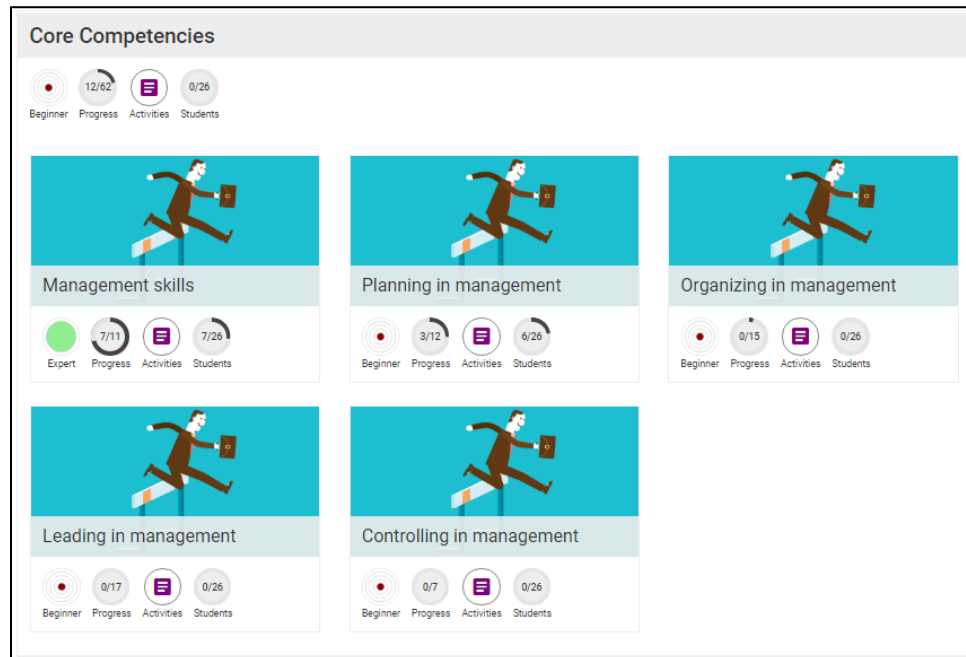 Core Competencies
12/62 0/26
Beginner Progress Activities Students
Management skills
7/11 7/26
Expert Progress Activities Students
Planning in management
3/12 6/26
Beginner Progress Activities Students
Organizing in management
0/15 0/26
Beginner Progress Activities Students
Leading in management
0/17 0/26
Beginner Progress Activities Students
Controlling in management
0/7 0/26
Beginner Progress Activities Students